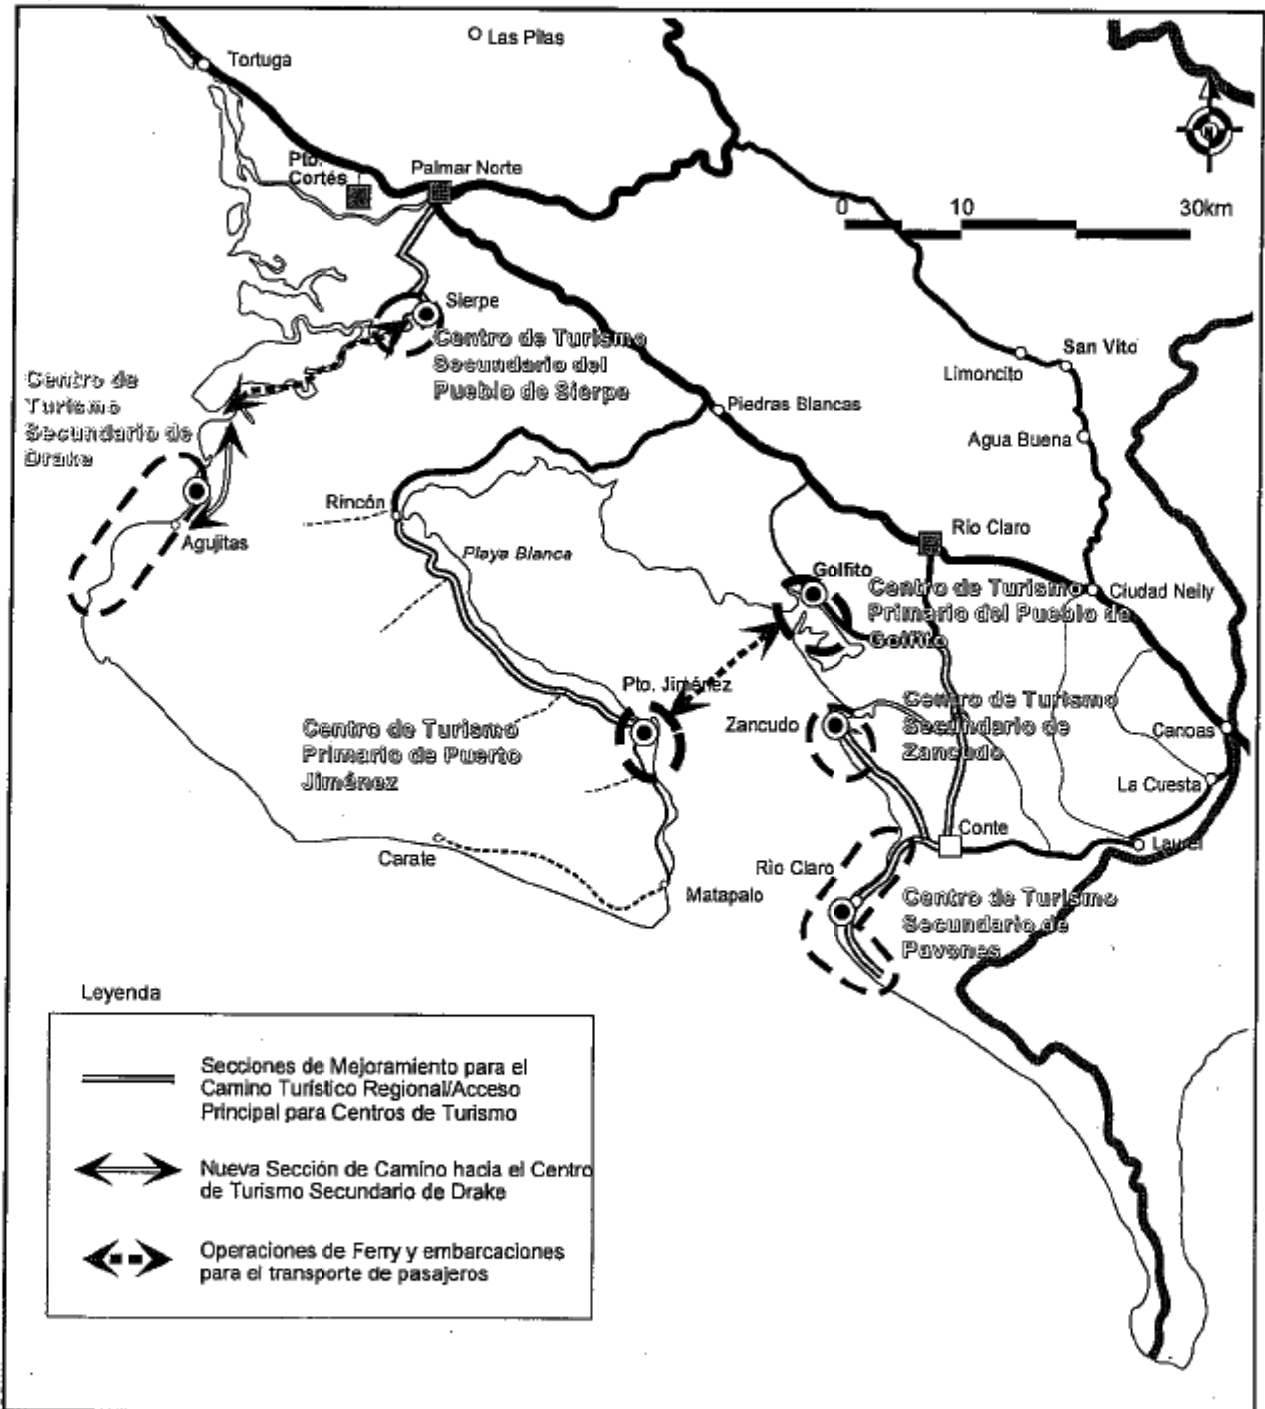 Las Pitas
Tortuga
Pto.
Cortés
Palmar Norte
N
0 10 30km
Sierpe
Centro de Turismo
Secundario del
Pueblo de Sierpe
San Vito
Limoncito
Centro de
Turismo
Secundario de
Drake
Piedras Blancas
Agua Buena
Rincón
Río Claro
Agujitas
Playa Blanca
Golfito
Centro de Turismo
Primario del Pueblo de
Golfito
Ciudad Neily
Pto. Jiménez
Centro de Turismo
Primario de Puerto
Jiménez
Zancudo
Centro de Turismo
Secundario de
Zancudo
Canoas
La Cuesta
Conte
Laurel
Carate
Río Claro
Matapalo
Centro de Turismo
Secundario de
Pavones
Leyenda
Secciones de Mejoramiento para el
Camino Turístico Regional/Acceso
Principal para Centros de Turismo
Nueva Sección de Camino hacia el Centro
de Turismo Secundario de Drake
Operaciones de Ferry y embarcaciones
para el transporte de pasajeros